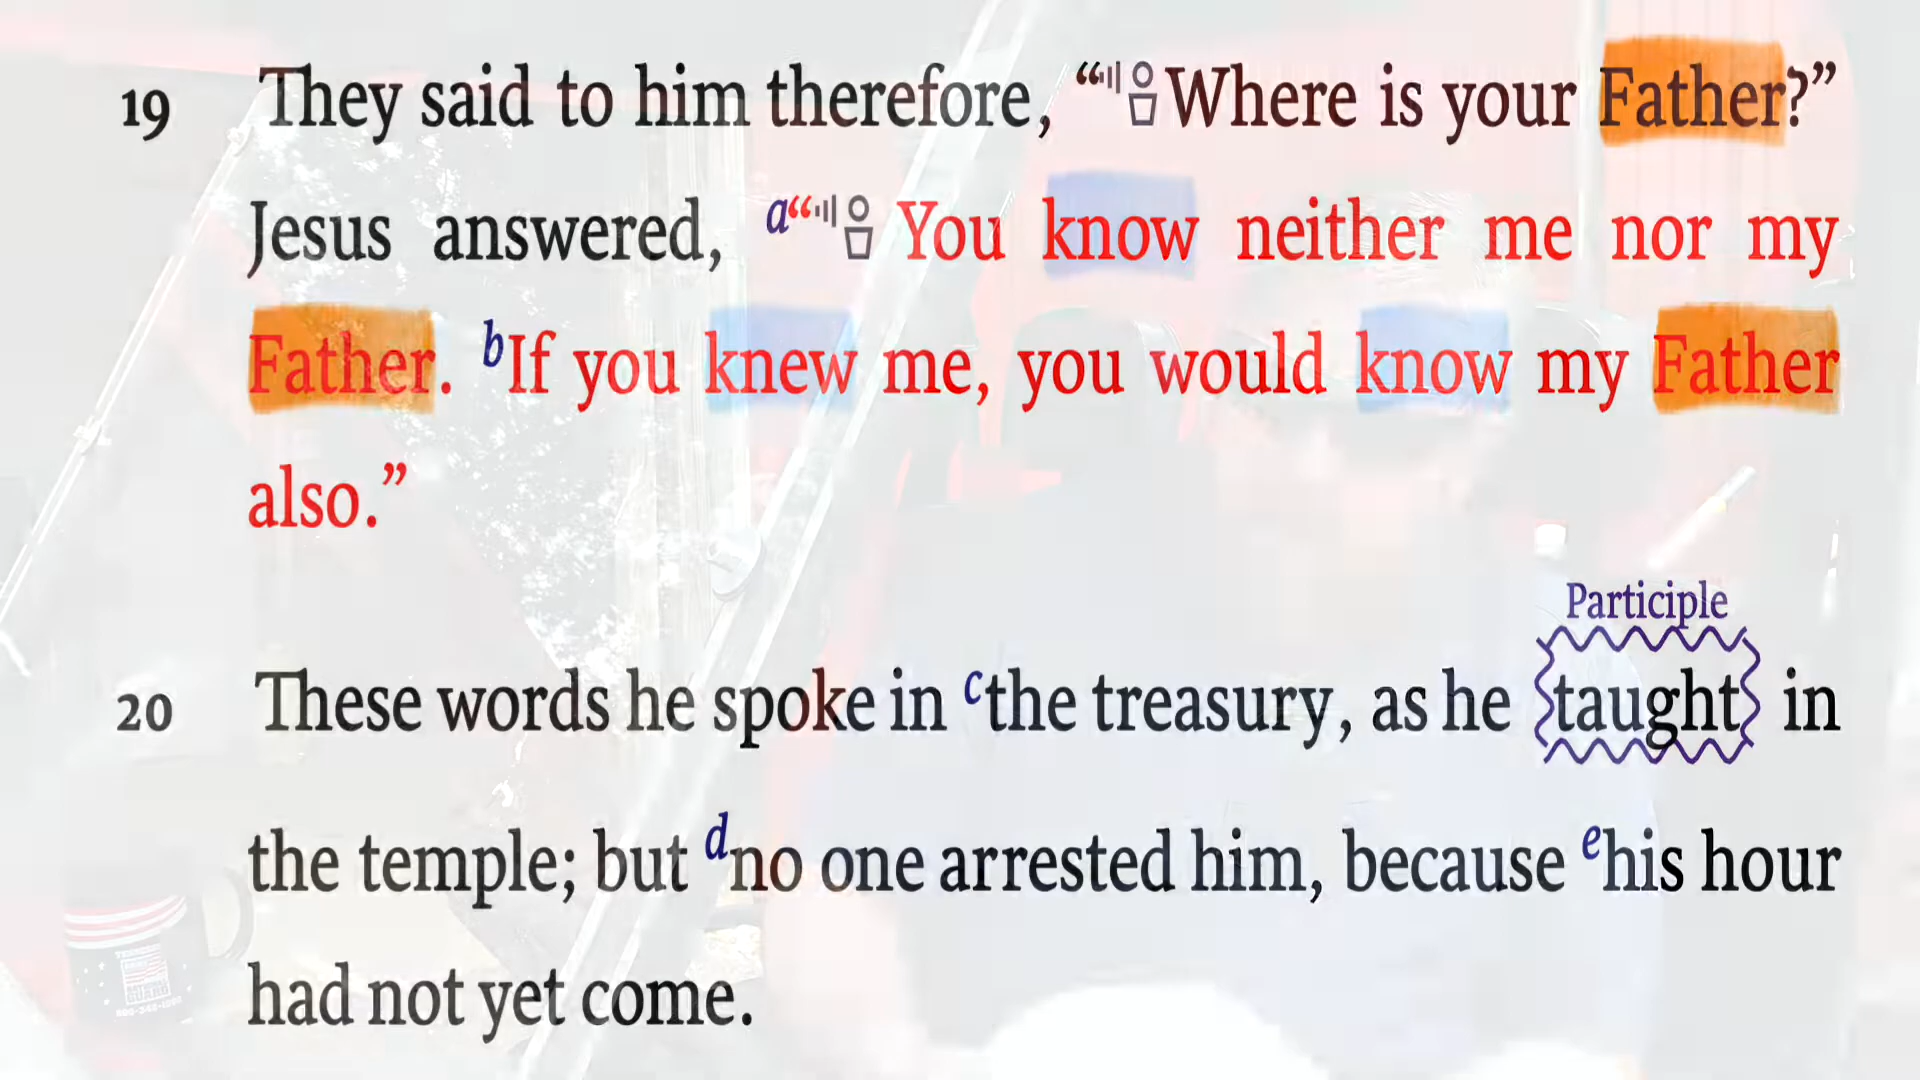 19 They said to him therefore, “Where is your Father?”
Jesus answered, a“You know neither me nor my
Father. bIf you knew me, you would know my Father
also.”
Participle
20 These words he spoke in cthe treasury, as he taught in
the temple; but dno one arrested him, because ehis hour
had not yet come.